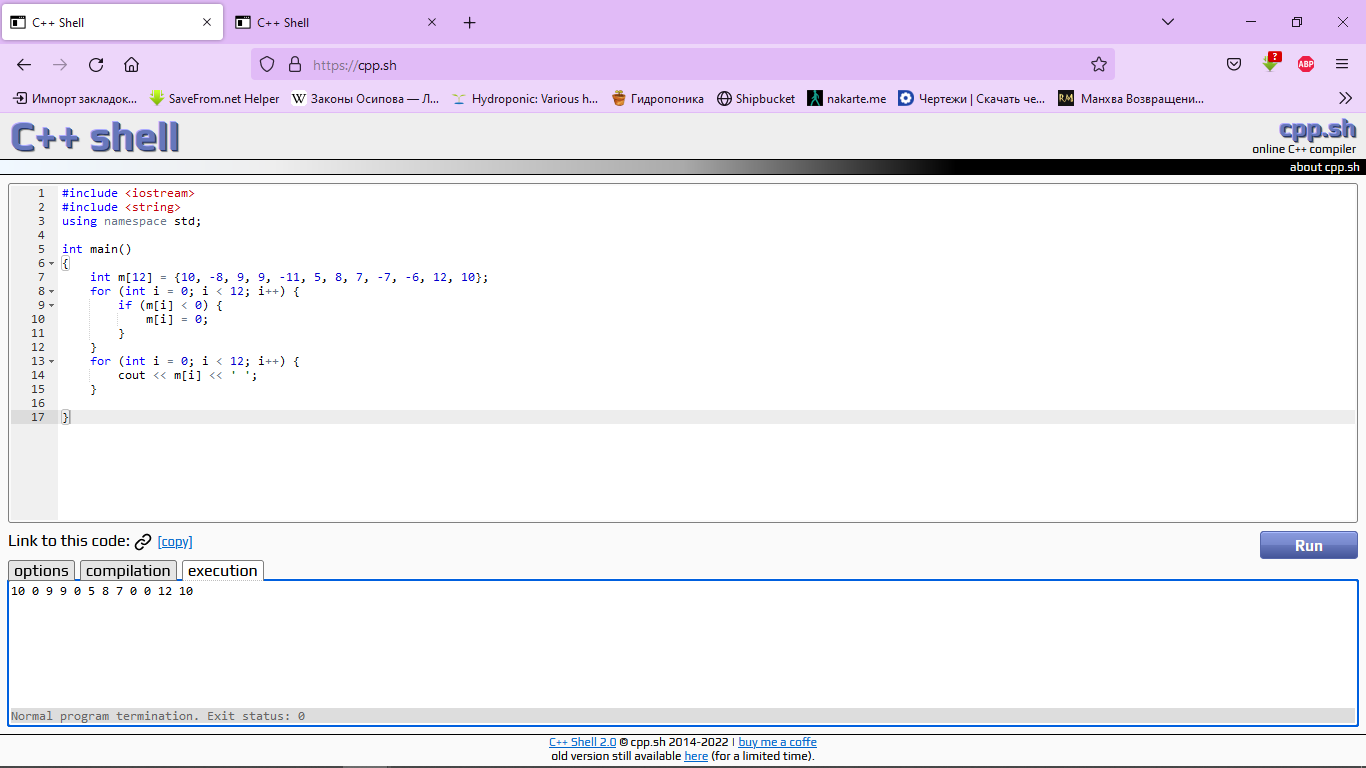 C++ Shell
C++ Shell
https://cpp.sh
Импорт закладок...
SaveFrom.net Helper
Законы Осипова — Л...
Hydroponic: Various h...
Гидропоника
Shipbucket
nakarte.me
Чертежи | Скачать че...
Манхва Возвращени...
C++ shell
cpp.sh
online C++ compiler
about cpp.sh
1 #include <iostream>
2 #include <string>
3 using namespace std;
4
5 int main()
6 {
7     int m[12] = {10, -8, 9, 9, -11, 5, 8, 7, -7, -6, 12, 10};
8     for (int i = 0; i < 12; i++) {
9         if (m[i] < 0) {
10             m[i] = 0;
11         }
12     }
13     for (int i = 0; i < 12; i++) {
14         cout << m[i] << ' ';
15     }
16
17 }
Link to this code: [copy]
Run
options compilation execution
10 0 9 9 0 5 8 7 0 0 12 10
Normal program termination. Exit status: 0
C++ Shell 2.0 © cpp.sh 2014-2022 | buy me a coffe
old version still available here (for a limited time).